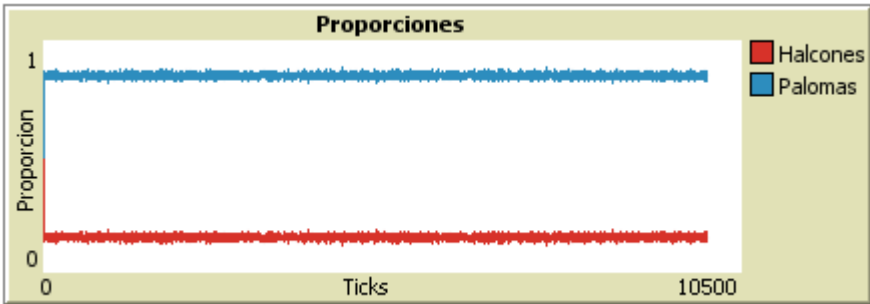 Proporciones
1
Proporcion
0
0
Ticks
10500
Halcones
Palomas